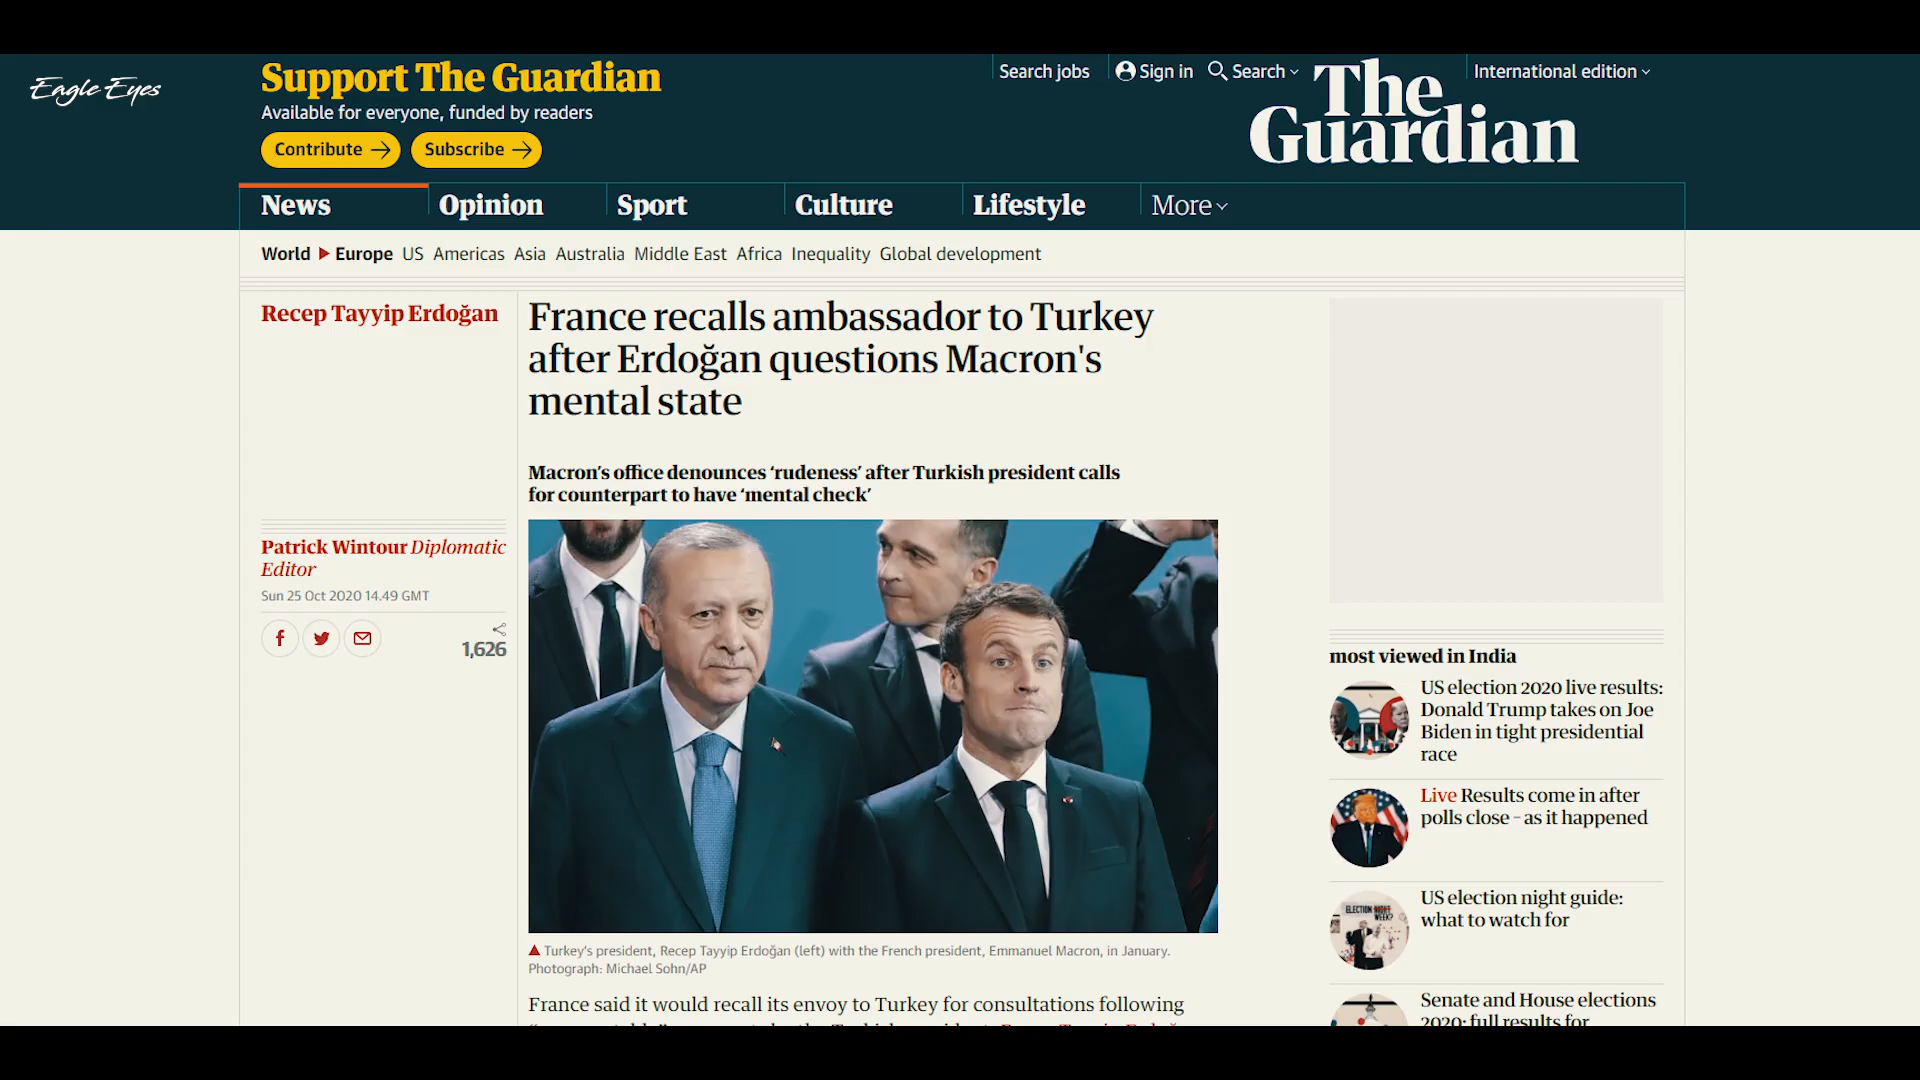 Eagle Eyes
Support The Guardian
Available for everyone, funded by readers
Contribute
Subscribe
Search jobs
Sign in
Search
International edition
The
Guardian
News
Opinion
Sport
Culture
Lifestyle
More
World
Europe
US
Americas
Asia
Australia
Middle East
Africa
Inequality
Global development
Recep Tayyip Erdoğan
France recalls ambassador to Turkey
after Erdoğan questions Macron's
mental state
Macron’s office denounces ‘rudeness’ after Turkish president calls
for counterpart to have ‘mental check’
Patrick Wintour Diplomatic
Editor
Sun 25 Oct 2020 14.49 GMT
1,626
Turkey’s president, Recep Tayyip Erdoğan (left) with the French president, Emmanuel Macron, in January.
Photograph: Michael Sohn/AP
France said it would recall its envoy to Turkey for consultations following
most viewed in India
US election 2020 live results:
Donald Trump takes on Joe
Biden in tight presidential
race
Live Results come in after
polls close – as it happened
ELECTION NIGHT
WEEK?
US election night guide:
what to watch for
Senate and House elections
2020: full results for